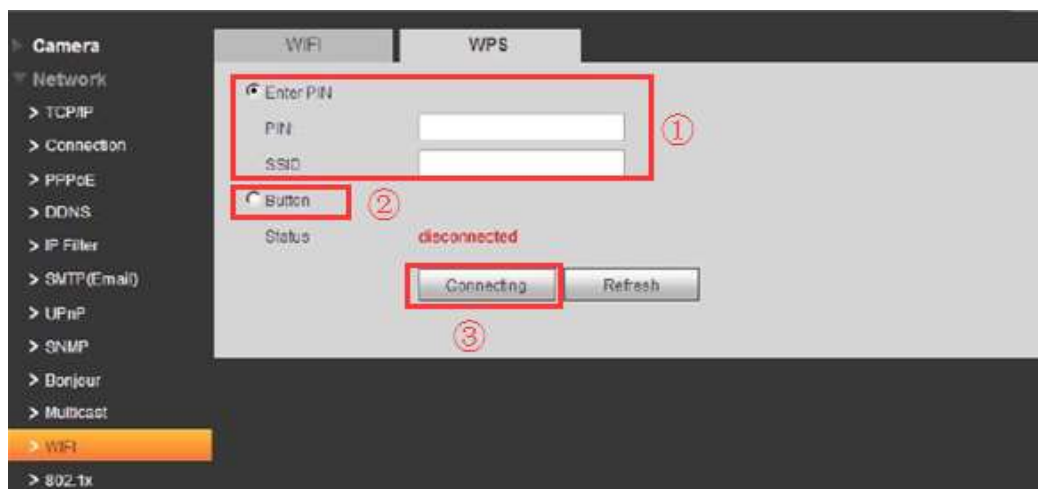 Camera
Network
> TCP/IP
> Connection
> PPPoE
> DDNS
> IP Filter
> SMTP(Email)
> UPnP
> SNMP
> Bonjour
> Multicast
> WIFI
> 802.1x
WIFI WPS
Enter PIN
PIN
SSID
①
Button
②
Status disconnected
Connecting Refresh
③